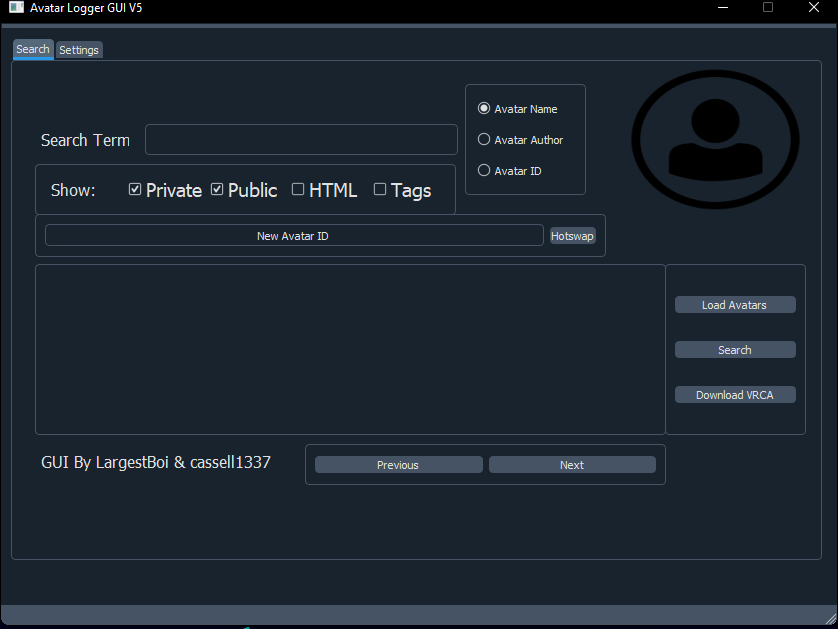 Avatar Logger GUI V5
Search Settings
Avatar Name
Search Term
Avatar Author
Avatar ID
Show: Private Public HTML Tags
New Avatar ID Hotswap
Load Avatars
Search
Download VRCA
GUI By LargestBoi & cassell1337
Previous Next